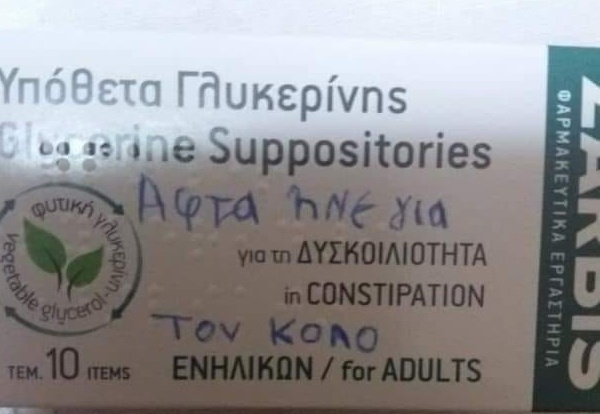 Υπόθετα Γλυκερίνης
Glycerine Suppositories
Αφτα ηΝΕ για
για τη ΔΥΣΚΟΙΛΙΟΤΗΤΑ
in CONSTIPATION
ΤΟΝ ΚΟΛΟ
ΤΕΜ. 10 ITEMS
ΕΝΗΛΙΚΩΝ / for ADULTS
φυτική γλυκερίνη
vegetable glycerol
ZARBIS
ΦΑΡΜΑΚΕΥΤΙΚΑ ΕΡΓΑΣΤΗΡΙΑ